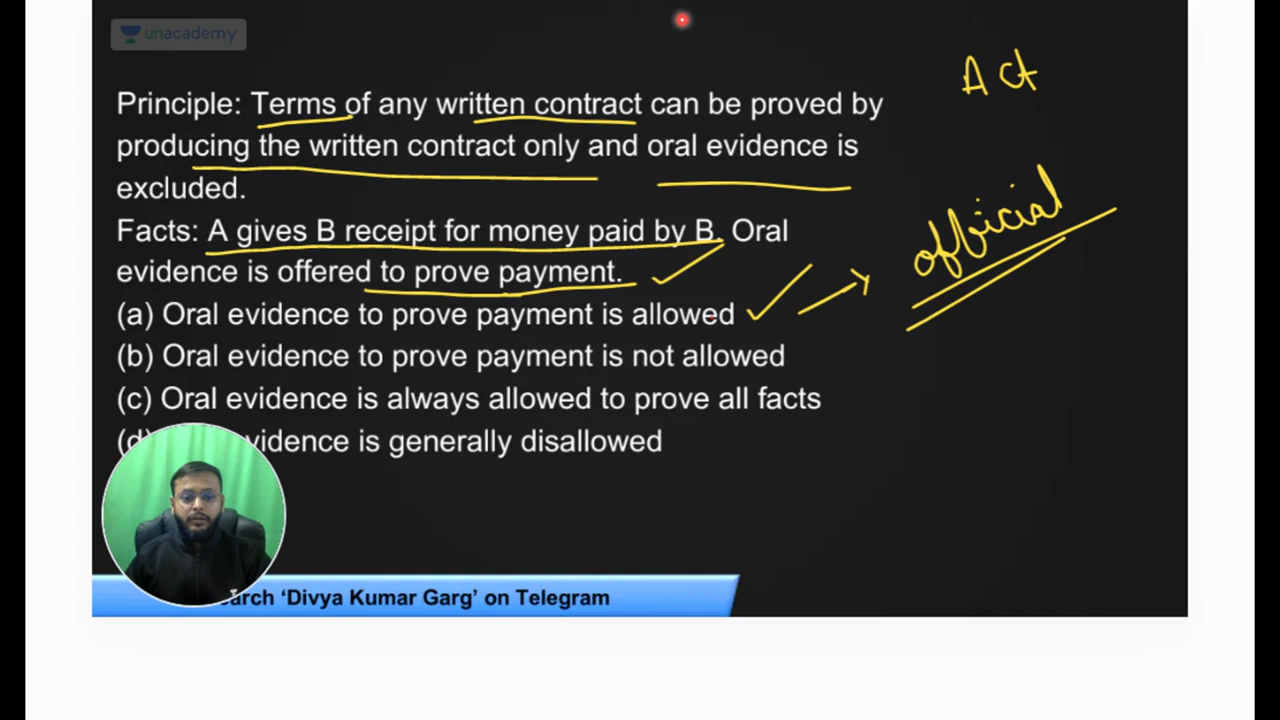 unacademy
Act
Principle: Terms of any written contract can be proved by
producing the written contract only and oral evidence is
excluded.
official
Facts: A gives B receipt for money paid by B. Oral
evidence is offered to prove payment.
(a) Oral evidence to prove payment is allowed
(b) Oral evidence to prove payment is not allowed
(c) Oral evidence is always allowed to prove all facts
(d) evidence is generally disallowed
‘Divya Kumar Garg’ on Telegram